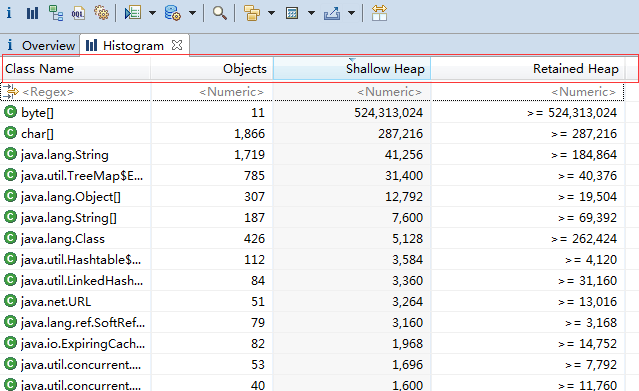 i OQL
i Overview Histogram
Class Name Objects Shallow Heap Retained Heap
<Regex> <Numeric> <Numeric> <Numeric>
byte[] 11 524,313,024 >= 524,313,024
char[] 1,866 287,216 >= 287,216
java.lang.String 1,719 41,256 >= 184,864
java.util.TreeMap$E... 785 31,400 >= 40,376
java.lang.Object[] 307 12,792 >= 19,504
java.lang.String[] 187 7,600 >= 69,392
java.lang.Class 426 5,128 >= 262,424
java.util.Hashtable$... 112 3,584 >= 4,120
java.util.LinkedHash... 84 3,360 >= 31,160
java.net.URL 51 3,264 >= 13,016
java.lang.ref.SoftRef... 79 3,160 >= 3,168
java.io.ExpiringCach... 82 1,968 >= 14,752
java.util.concurrent.... 53 1,696 >= 7,792
java.util.concurrent.... 40 1,600 >= 11,760